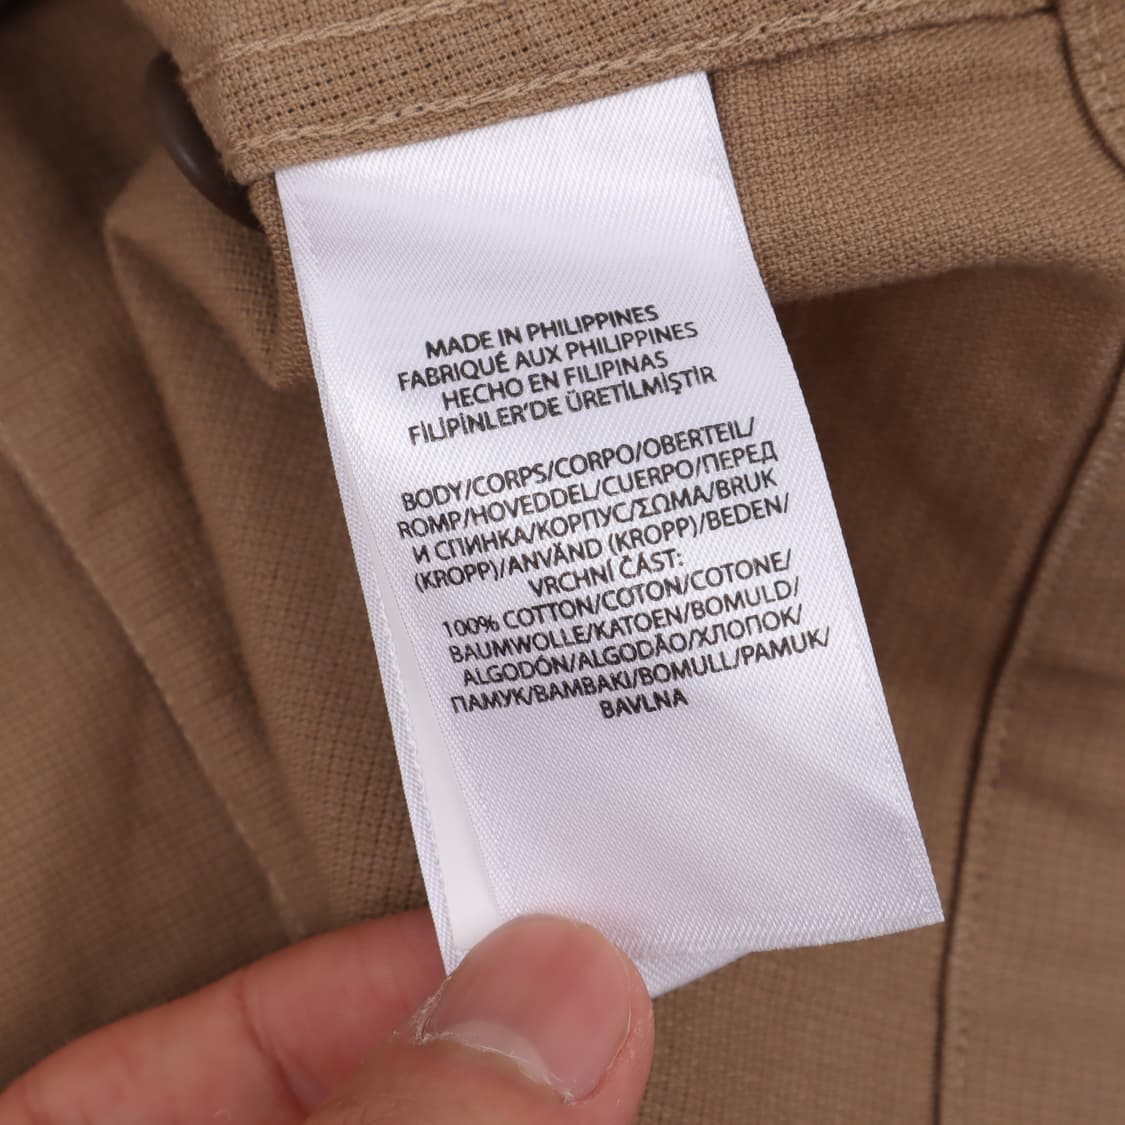 MADE IN PHILIPPINES
FABRIQUÉ AUX PHILIPPINES
HECHO EN FILIPINAS
FİLİPİNLER'DE ÜRETİLMİŞTİR
BODY/CORPS/CORPO/OBERTEIL/
ROMP/HOVEDDEL/CUERPO/ПЕРЕД
И СПИНКА/КОРПУС/ΣΩΜΑ/BRUK
(KROPP)/ANVÄND (KROPP)/BEDEN/
VRCHNÍ ČÁST:
100% COTTON/COTON/COTONE/
BAUMWOLLE/KATOEN/BOMULD/
ALGODÓN/ALGODÃO/ХЛОПОК/
ПАМУК/ΒΑΜΒΑΚΙ/BOMULL/PAMUK/
BAVLNA